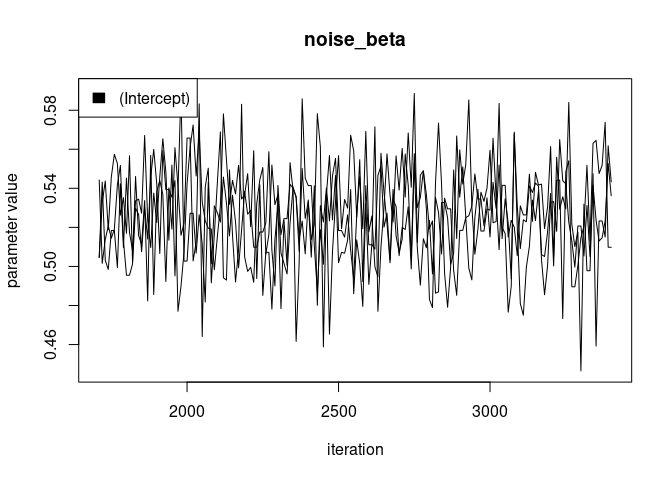 noise_beta
(Intercept)
parameter value
0.58
0.54
0.50
0.46
2000 2500 3000
iteration